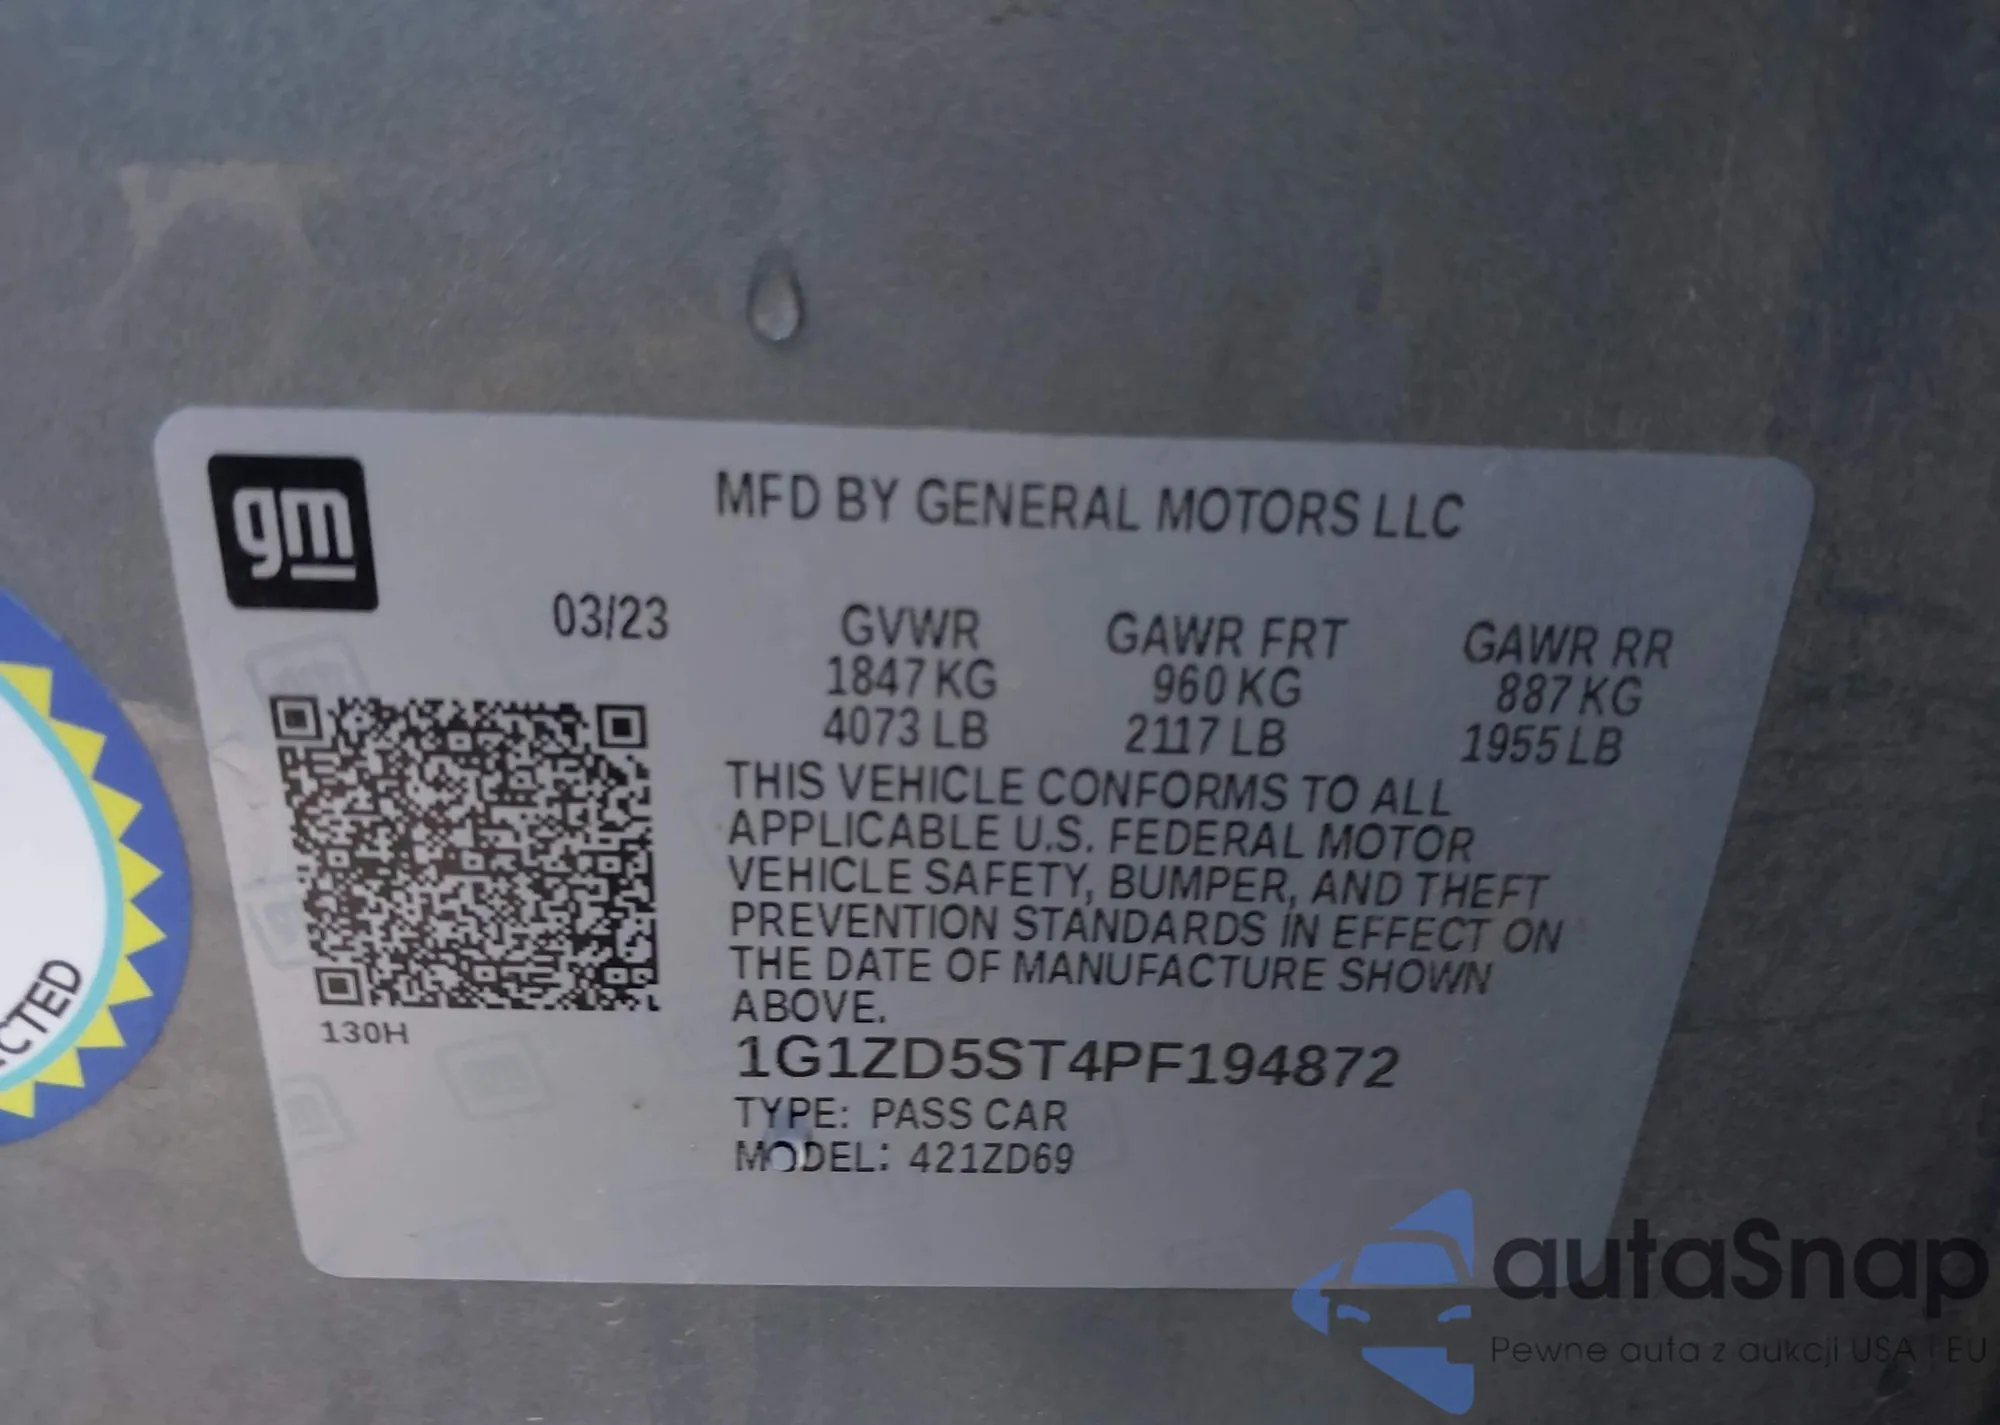 gm
MFD BY GENERAL MOTORS LLC
03/23
GVWR GAWR FRT GAWR RR
1847 KG 960 KG 887 KG
4073 LB 2117 LB 1955 LB
THIS VEHICLE CONFORMS TO ALL
APPLICABLE U.S. FEDERAL MOTOR
VEHICLE SAFETY, BUMPER, AND THEFT
PREVENTION STANDARDS IN EFFECT ON
THE DATE OF MANUFACTURE SHOWN
ABOVE.
130H
1G1ZD5ST4PF194872
TYPE: PASS CAR
MODEL: 421ZD69
CTED
autaSnap
Pewne auta z aukcji USA i EU